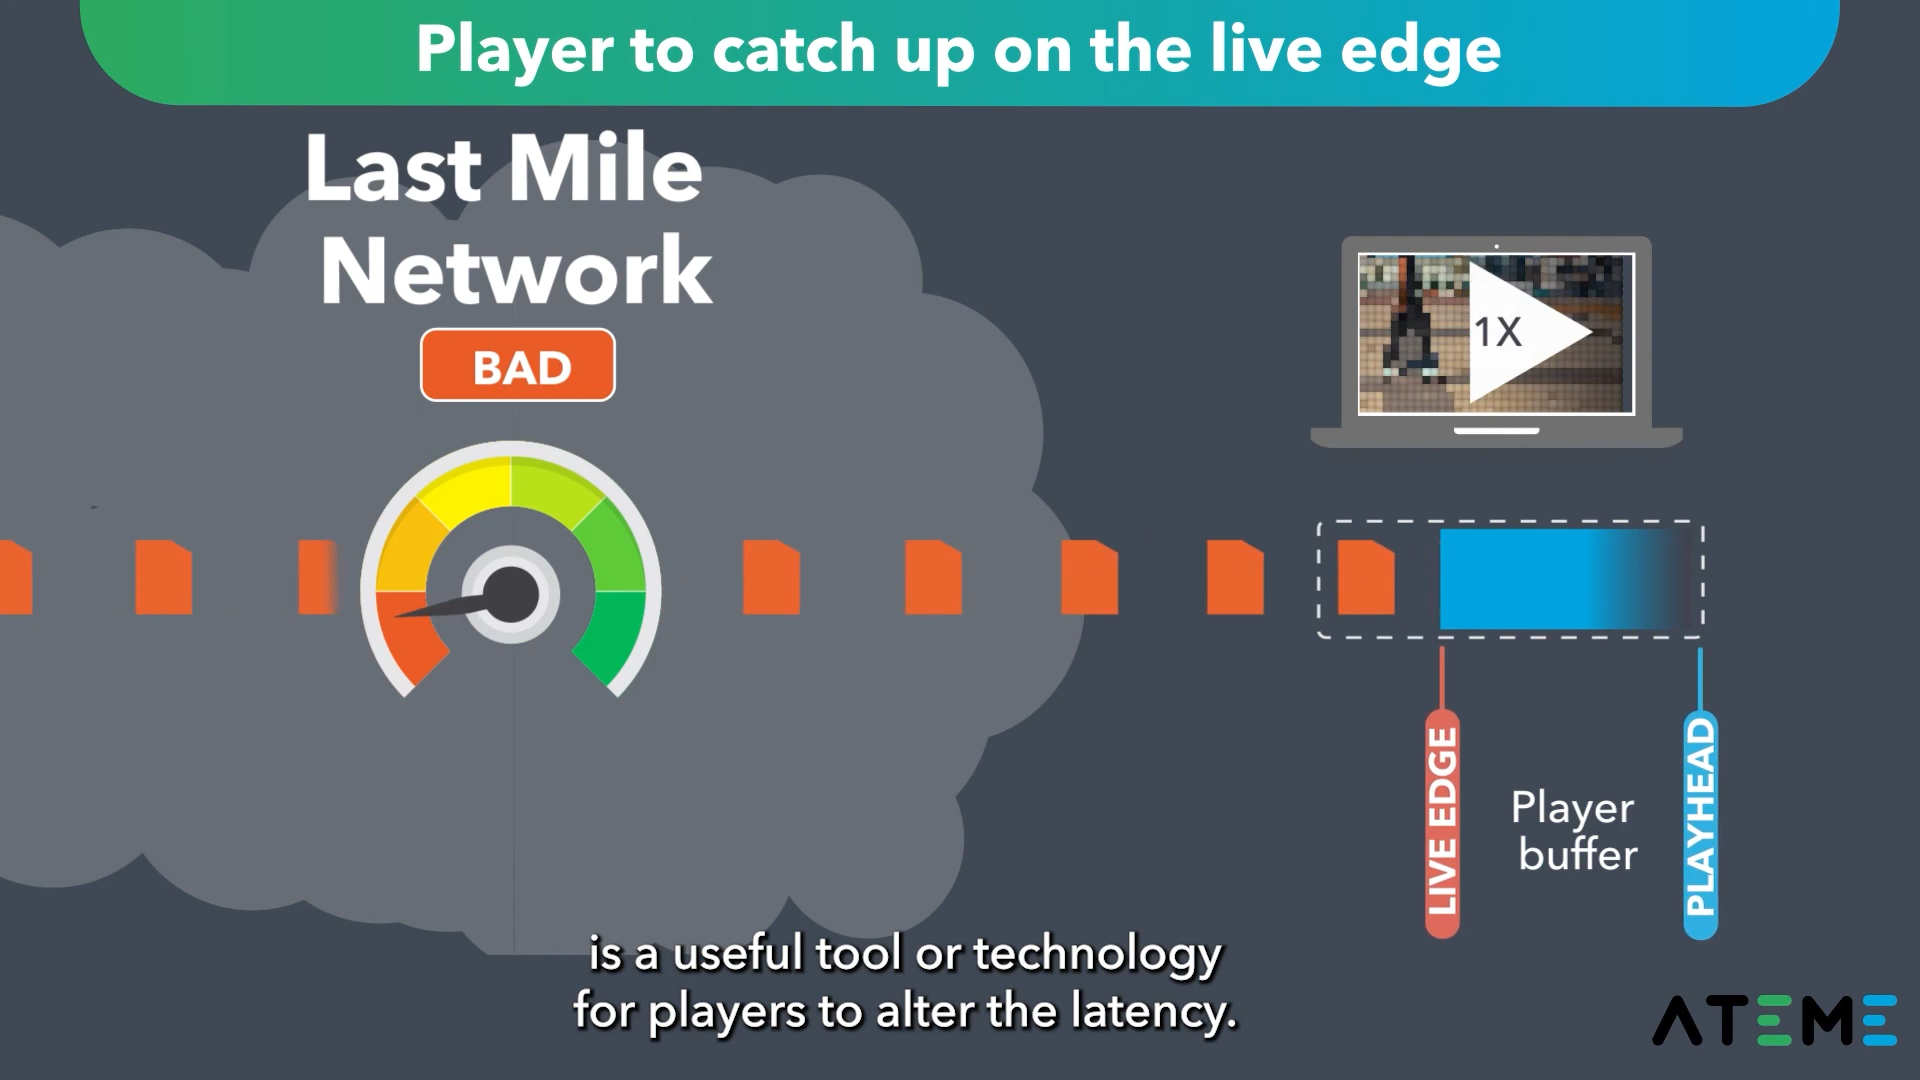 Player to catch up on the live edge
Last Mile
Network
BAD
1X
LIVE EDGE
Player
buffer
PLAYHEAD
is a useful tool or technology
for players to alter the latency.
ATEME